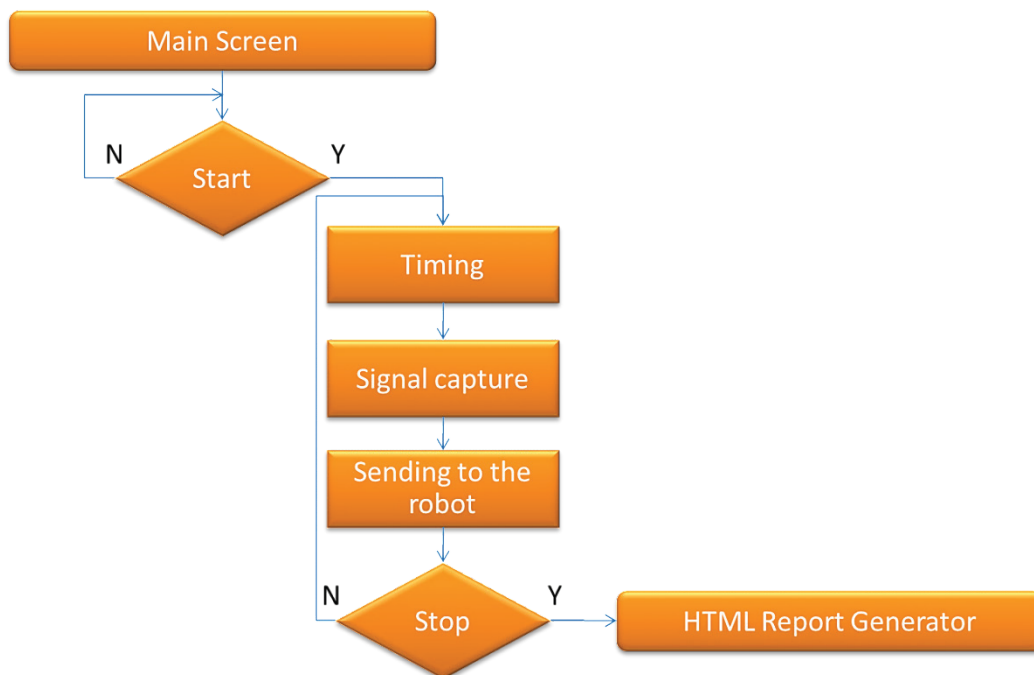 Main Screen
N
Y
Start
Timing
Signal capture
Sending to the
robot
N
Y
Stop
HTML Report Generator